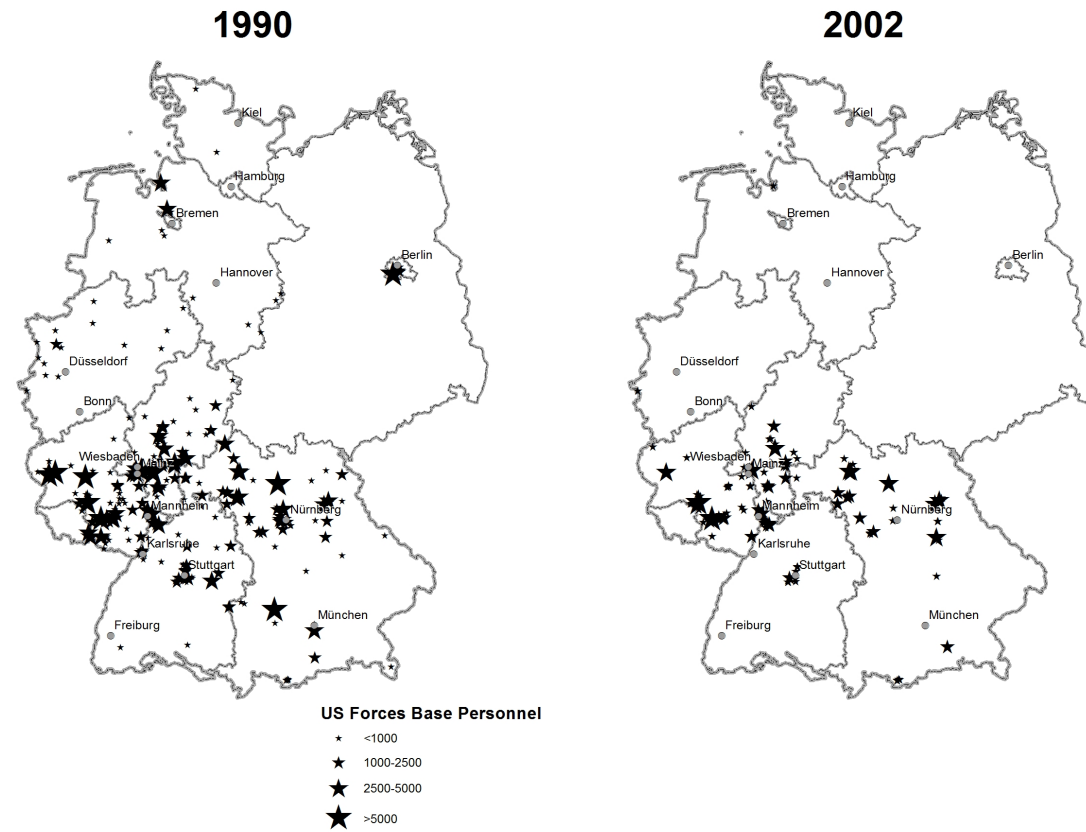 1990
2002
Kiel
Hamburg
Bremen
Berlin
Hannover
Düsseldorf
Bonn
Wiesbaden
Mainz
Mannheim
Nürnberg
Karlsruhe
Stuttgart
München
Freiburg
Kiel
Hamburg
Bremen
Berlin
Hannover
Düsseldorf
Bonn
Wiesbaden
Mainz
Mannheim
Nürnberg
Karlsruhe
Stuttgart
München
Freiburg
US Forces Base Personnel
<1000
1000-2500
2500-5000
>5000